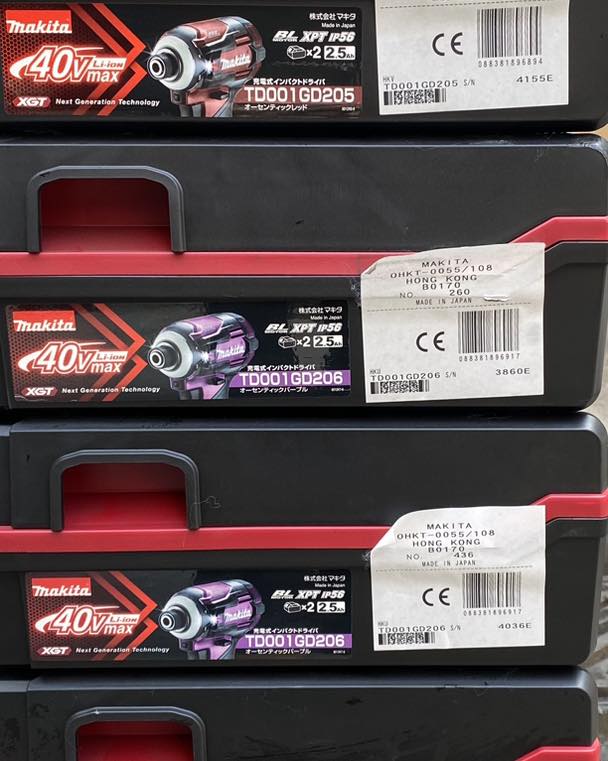 makita
40Vmax Li-ion
XGT Next Generation Technology
株式会社マキタ
Made in Japan
BL MOTOR XPT IP56
×2 2.5Ah
充電式インパクトドライバ
TD001GD205
オーセンティックレッド
CE
088381896894
HKV
TD001GD205 S/N 4155E
makita
40Vmax Li-ion
XGT Next Generation Technology
株式会社マキタ
Made in Japan
BL MOTOR XPT IP56
×2 2.5Ah
充電式インパクトドライバ
TD001GD206
オーセンティックパープル
MAKITA
OHKT-0055/108
HONG KONG
B0170
NO. 260
MADE IN JAPAN
CE
088381896917
HKU
TD001GD206 S/N 3860E
makita
40Vmax Li-ion
XGT Next Generation Technology
株式会社マキタ
Made in Japan
BL MOTOR XPT IP56
×2 2.5Ah
充電式インパクトドライバ
TD001GD206
オーセンティックパープル
MAKITA
OHKT-0055/108
HONG KONG
B0170
NO. 436
MADE IN JAPAN
CE
088381896917
TD001GD206 S/N 4036E